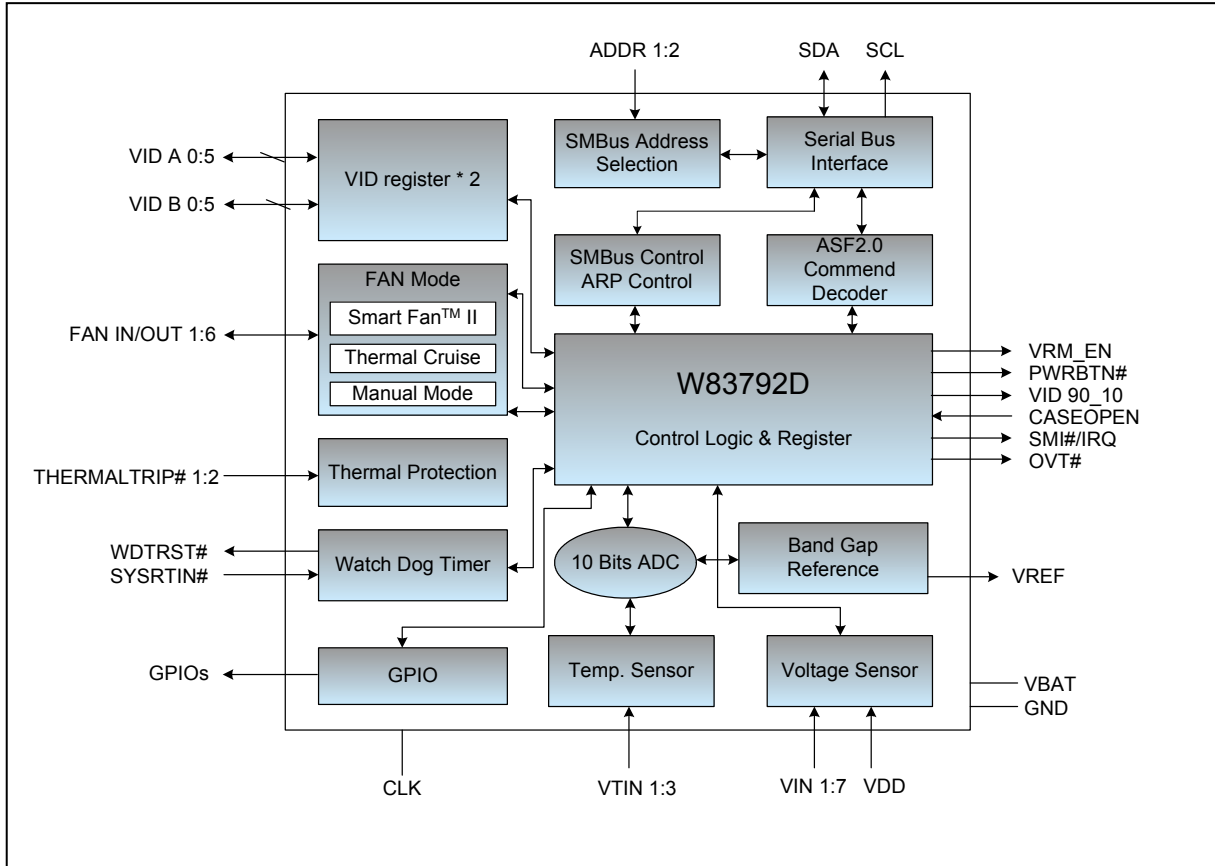 ADDR 1:2
SDA
SCL
VID A 0:5
VID B 0:5
VID register * 2
SMBus Address
Selection
Serial Bus
Interface
SMBus Control
ARP Control
ASF2.0
Commend
Decoder
FAN IN/OUT 1:6
FAN Mode
Smart Fan™ II
Thermal Cruise
Manual Mode
W83792D
Control Logic & Register
VRM_EN
PWRBTN#
VID 90_10
CASEOPEN
SMI#/IRQ
OVT#
THERMALTRIP# 1:2
Thermal Protection
WDTRST#
SYSRTIN#
Watch Dog Timer
10 Bits ADC
Band Gap
Reference
VREF
GPIOs
GPIO
Temp. Sensor
Voltage Sensor
VBAT
GND
CLK
VTIN 1:3
VIN 1:7
VDD